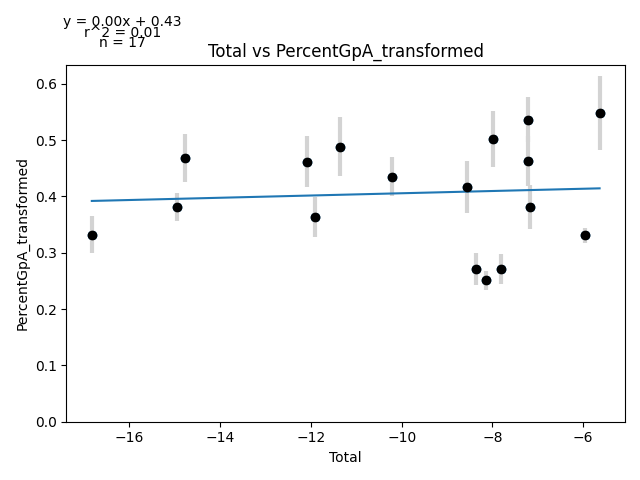 y = 0.00x + 0.43
r^2 = 0.01
n = 17
Total vs PercentGpA_transformed
PercentGpA_transformed
0.6
0.5
0.4
0.3
0.2
0.1
0.0
−16
−14
−12
−10
−8
−6
Total